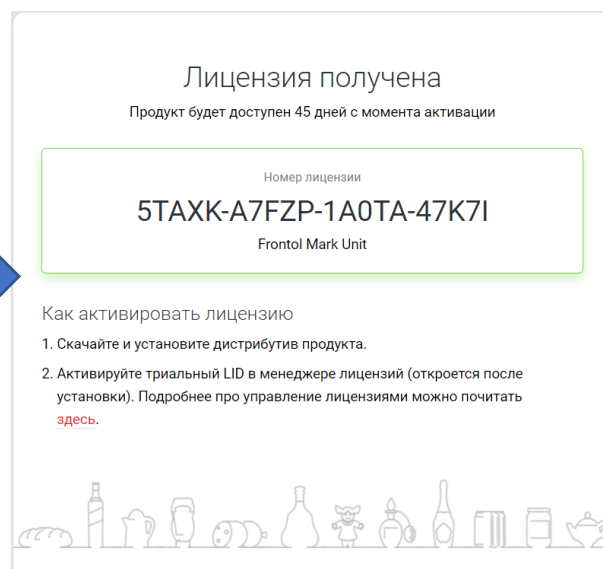 Лицензия получена
Продукт будет доступен 45 дней с момента активации
Номер лицензии
5TAXK-A7FZP-1A0TA-47K7I
Frontol Mark Unit
Как активировать лицензию
1. Скачайте и установите дистрибутив продукта.
2. Активируйте триальный LID в менеджере лицензий (откроется после
установки). Подробнее про управление лицензиями можно почитать
здесь.